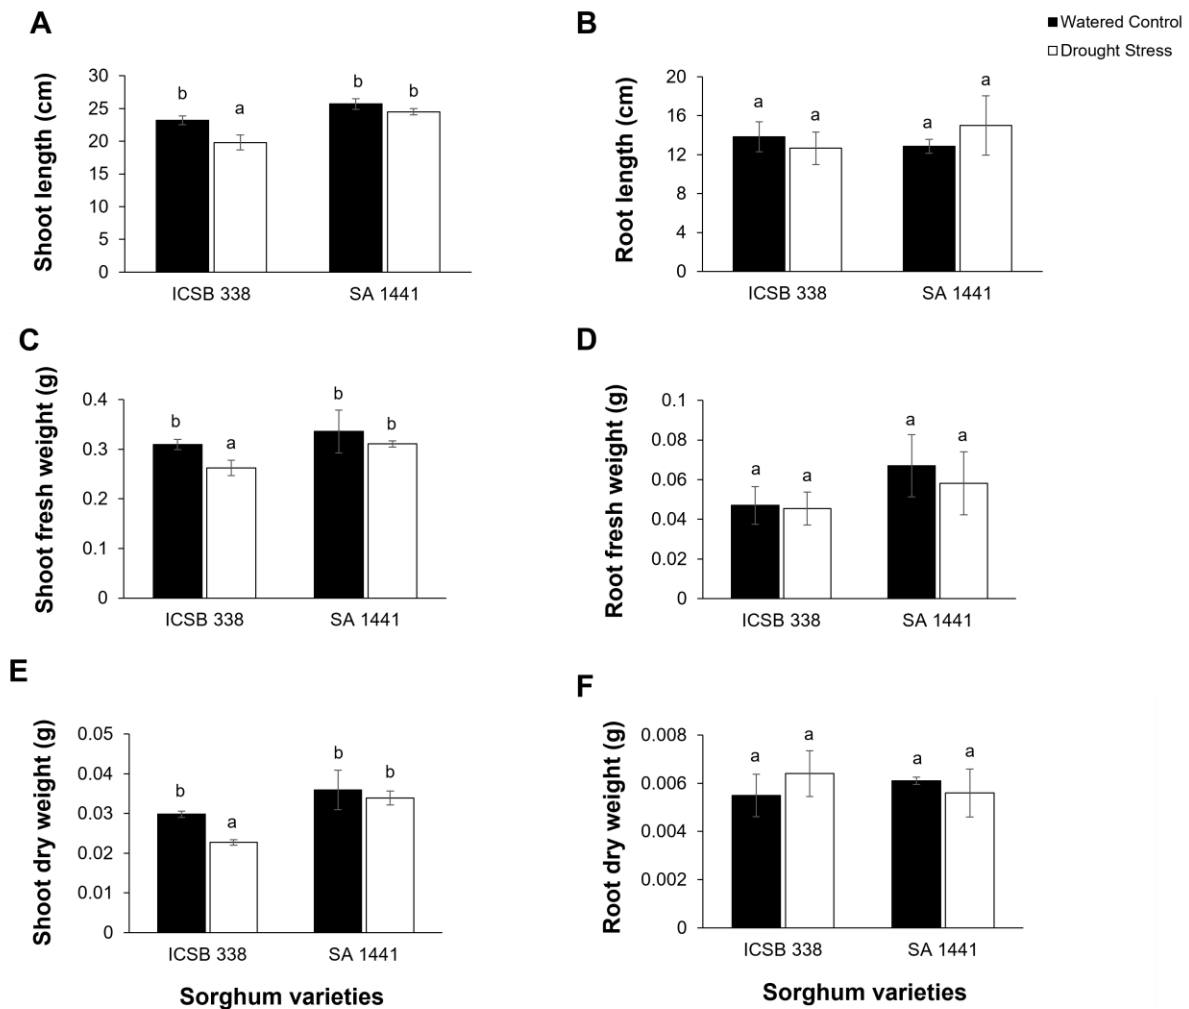 A
B
Watered Control
Drought Stress
Shoot length (cm)
30
25
20
15
10
5
0
b
a
b
b
ICSB 338
SA 1441
Root length (cm)
20
16
12
8
4
0
a
a
a
a
ICSB 338
SA 1441
C
D
Shoot fresh weight (g)
0.4
0.3
0.2
0.1
0
b
a
b
b
ICSB 338
SA 1441
Root fresh weight (g)
0.1
0.08
0.06
0.04
0.02
0
a
a
a
a
ICSB 338
SA 1441
E
F
Shoot dry weight (g)
0.05
0.04
0.03
0.02
0.01
0
b
a
b
b
ICSB 338
SA 1441
Sorghum varieties
Root dry weight (g)
0.008
0.006
0.004
0.002
0
a
a
a
a
ICSB 338
SA 1441
Sorghum varieties